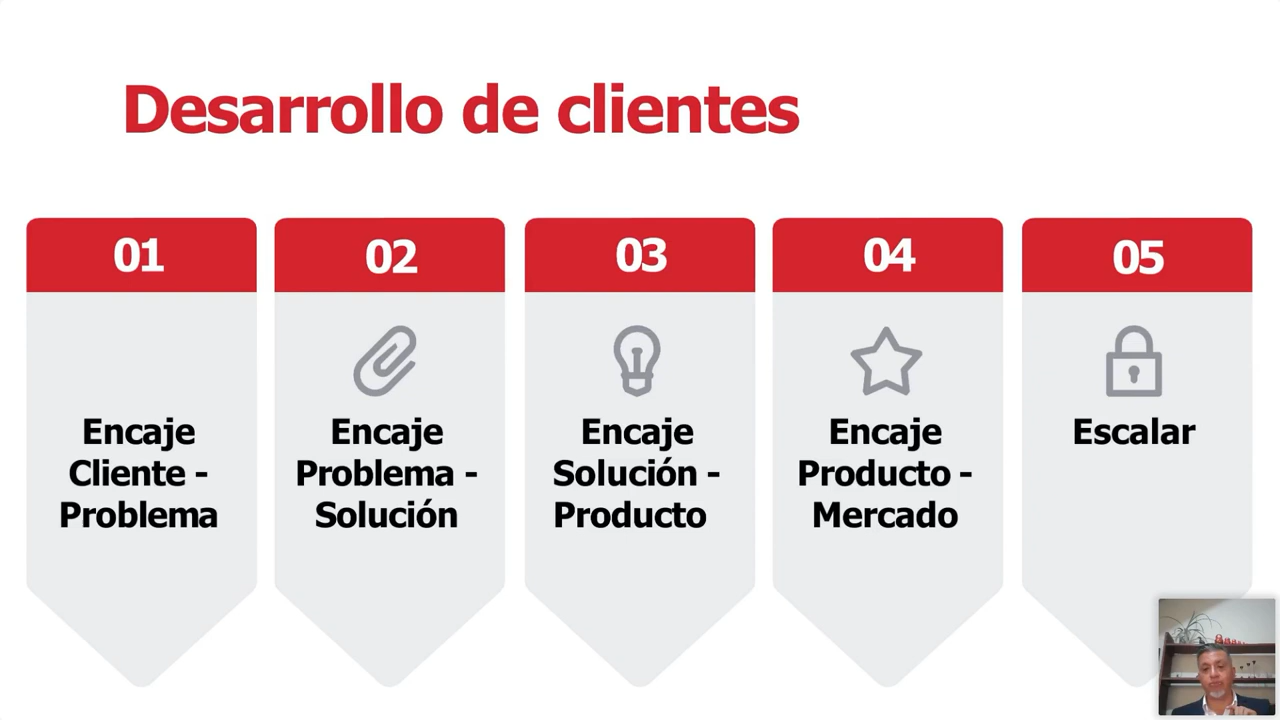 Desarrollo de clientes
01
Encaje
Cliente -
Problema
02
Encaje
Problema -
Solución
03
Encaje
Solución -
Producto
04
Encaje
Producto -
Mercado
05
Escalar